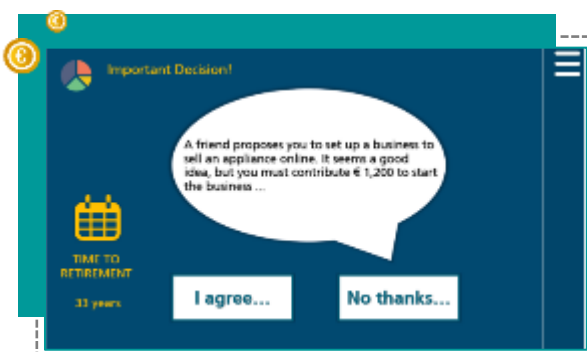 Important Decision!
A friend proposes you to set up a business to
sell an appliance online. It seems a good
idea, but you must contribute € 1,200 to start
the business ...
TIME TO
RETIREMENT
33 years
I agree...
No thanks...